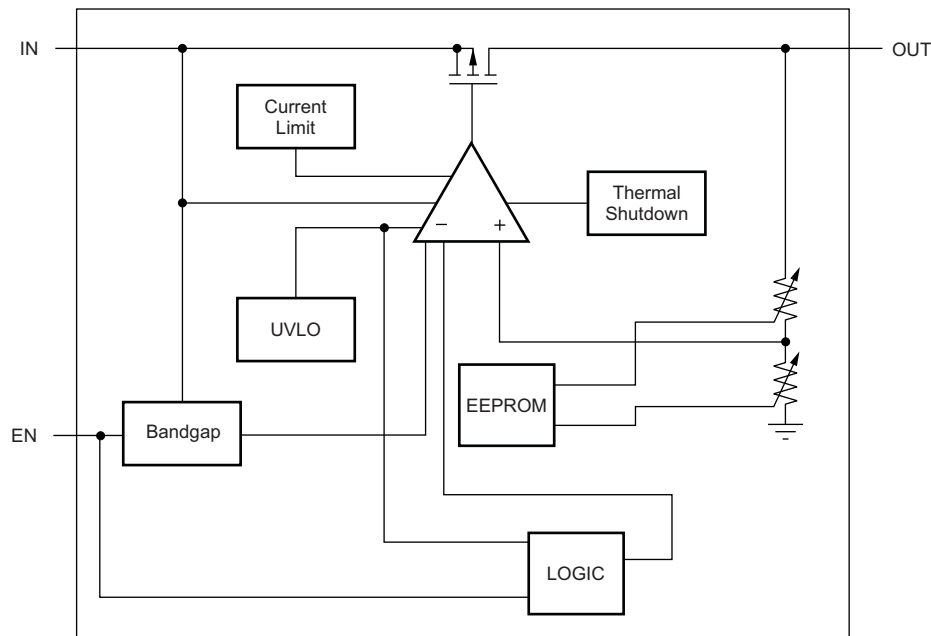 IN
OUT
Current
Limit
Thermal
Shutdown
− +
UVLO
EEPROM
EN
Bandgap
LOGIC